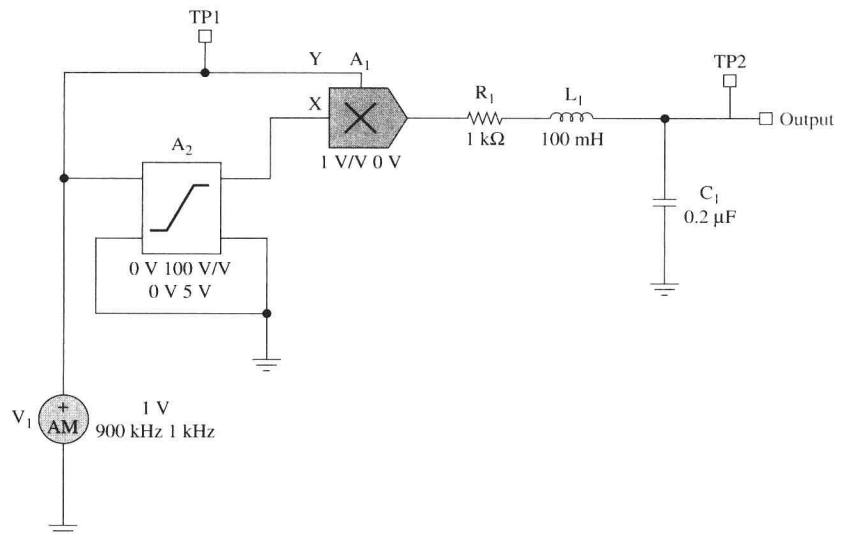 TP1
Y A₁
X
1 V/V 0 V
R₁
1 kΩ
L₁
100 mH
TP2
Output
C₁
0.2 µF
A₂
0 V 100 V/V
0 V 5 V
V₁
+
AM
1 V
900 kHz 1 kHz